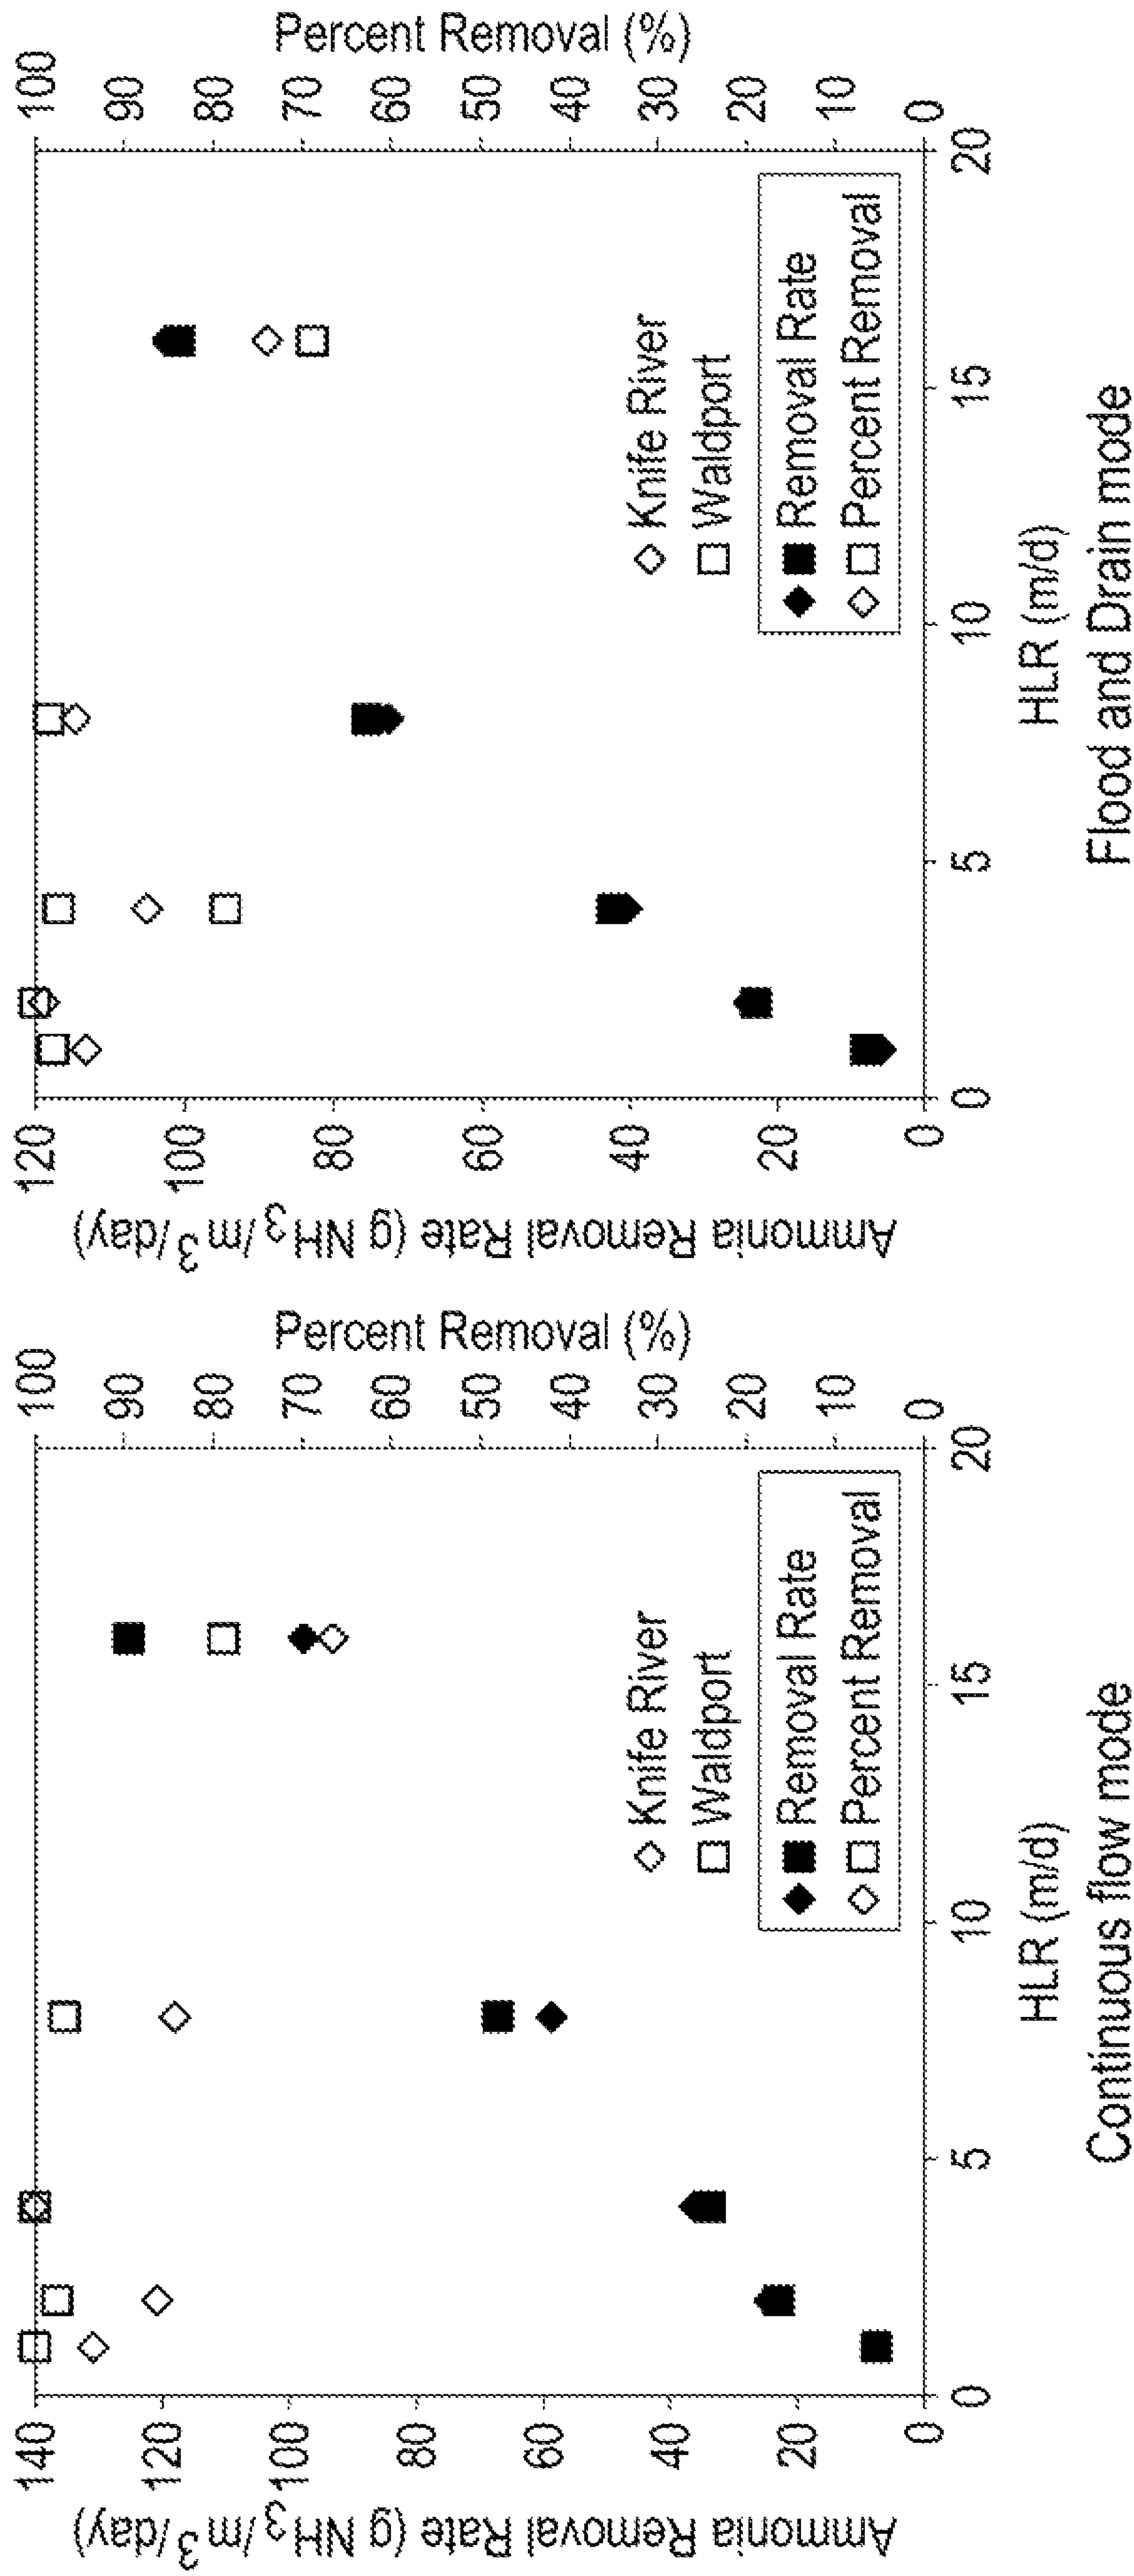 Ammonia Removal Rate (g NH3/m3/day)
140
120
100
80
60
40
20
0
0
5
10
15
20
100
90
80
70
60
50
40
30
20
10
0
Percent Removal (%)
Knife River
Waldport
Removal Rate
Percent Removal
HLR (m/d)
Continuous flow mode
Ammonia Removal Rate (g NH3/m3/day)
120
100
80
60
40
20
0
0
5
10
15
20
100
90
80
70
60
50
40
30
20
10
0
Percent Removal (%)
Knife River
Waldport
Removal Rate
Percent Removal
HLR (m/d)
Flood and Drain mode